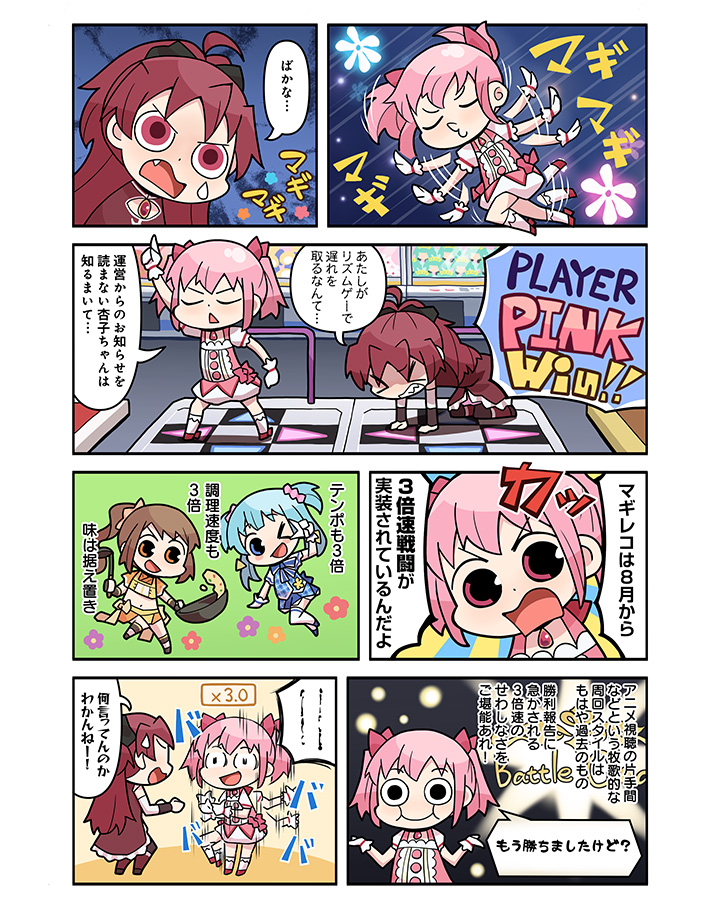 マギ
マギ
マギ
ばかな…
マギ
マギ
PLAYER
PINK
Win!!
あたしが
リズムゲーで
遅れを
取るなんて…
運営からのお知らせを
読まない杏子ちゃんは
知るまいて…
カッ
マギレコは8月から
3倍速戦闘が
実装されているんだよ
テンポも3倍
調理速度も
3倍
味は据え置き
アニメ視聴の片手間
などといった牧歌的な
周回スタイルは
もはや過去のもの
勝利報告に
急かされる
3倍速の
せわしなさを
ご堪能あれ!
Battle
もう勝ちましたけど?
×3.0
バ
バ
バ
バ
何言ってんのか
わかんね!!